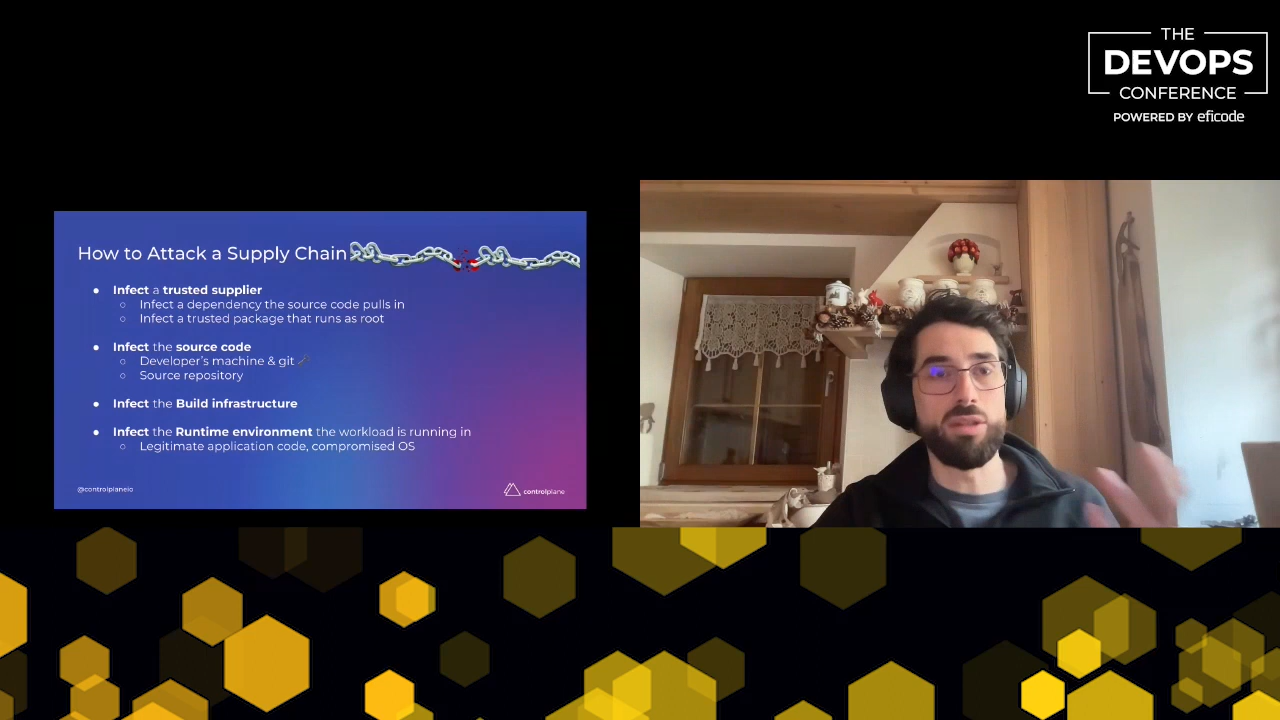 THE
DEVOPS
CONFERENCE
POWERED BY eficode
How to Attack a Supply Chain
● Infect a trusted supplier
○ Infect a dependency the source code pulls in
○ Infect a trusted package that runs as root
● Infect the source code
○ Developer's machine & git
○ Source repository
● Infect the Build infrastructure
● Infect the Runtime environment the workload is running in
○ Legitimate application code, compromised OS
@controlplaneio
controlplane